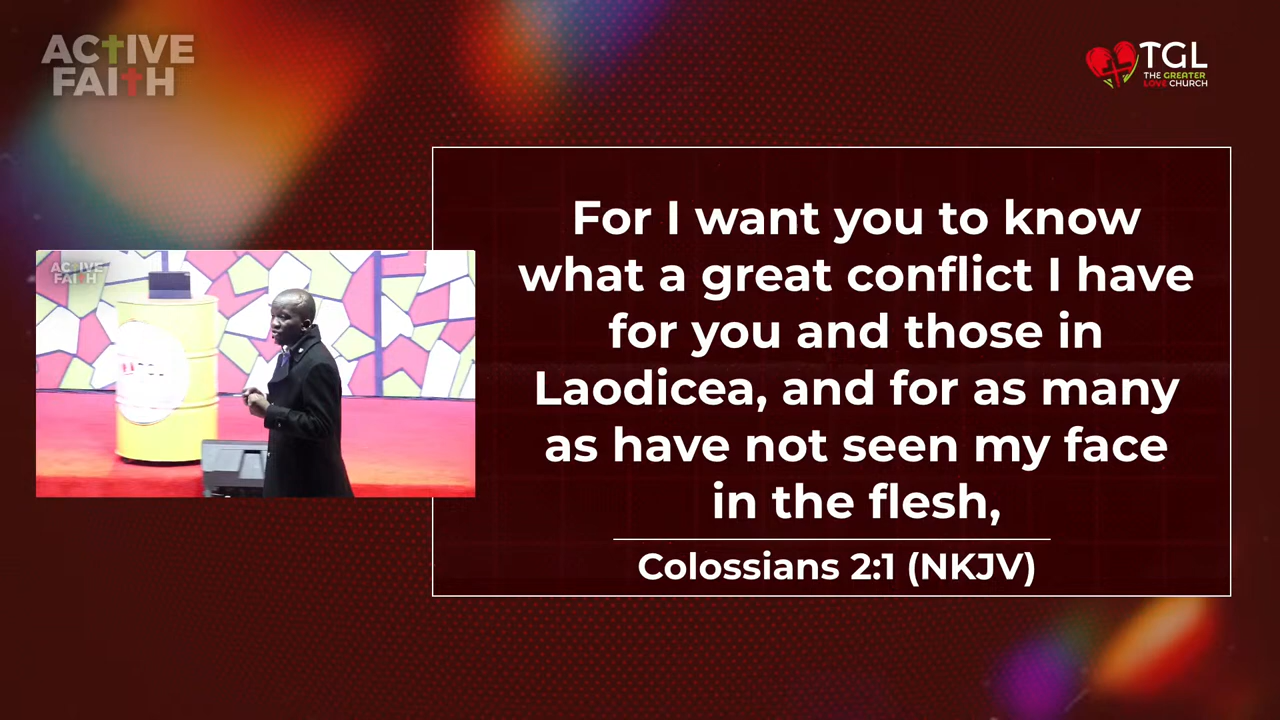 ACTIVE
FAITH
TGL
THE GREATER
LOVE CHURCH
ACTIVE
FAITH
For I want you to know
what a great conflict I have
for you and those in
Laodicea, and for as many
as have not seen my face
in the flesh,
Colossians 2:1 (NKJV)